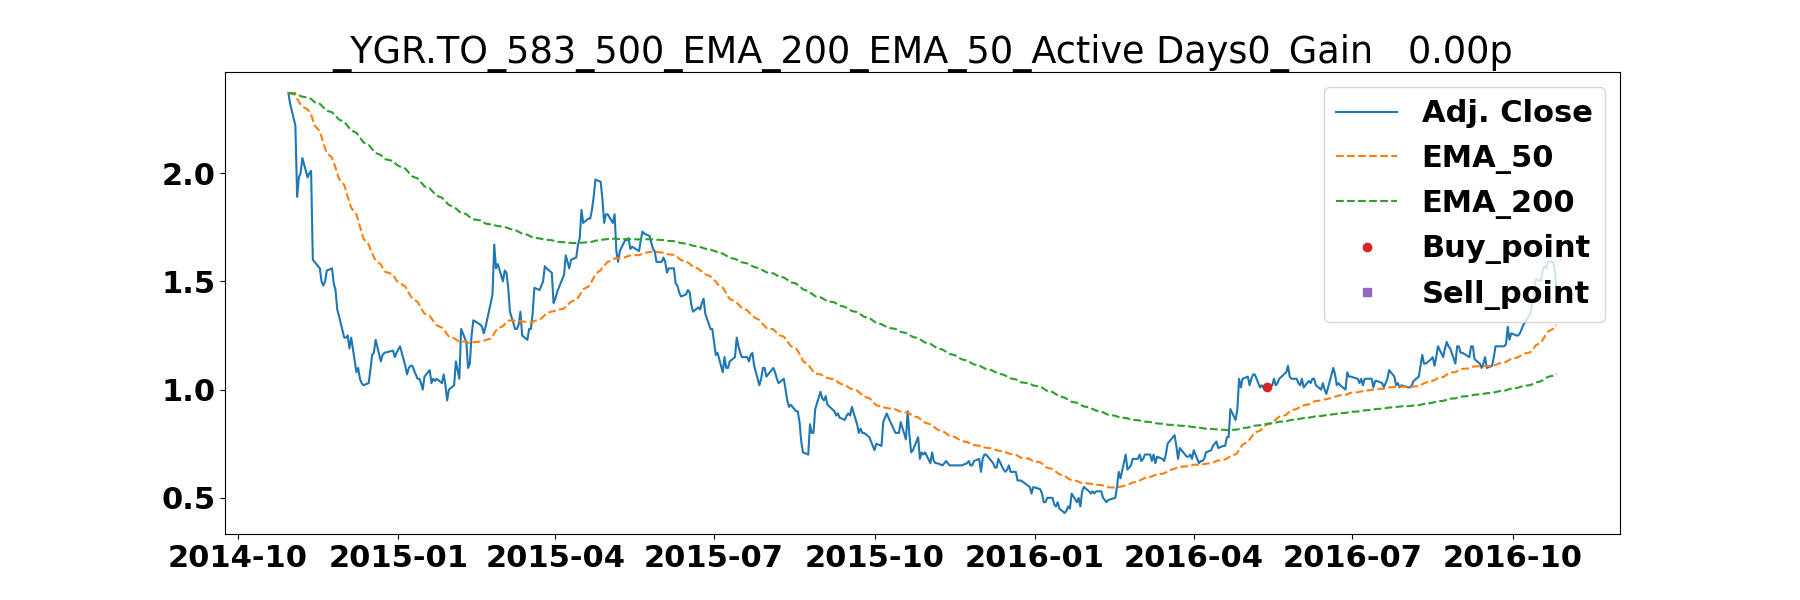 _YGR.TO_583_500_EMA_200_EMA_50_Active Days0_Gain   0.00p
Adj. Close
EMA_50
EMA_200
Buy_point
Sell_point
2.0
1.5
1.0
0.5
2014-10 2015-01 2015-04 2015-07 2015-10 2016-01 2016-04 2016-07 2016-10